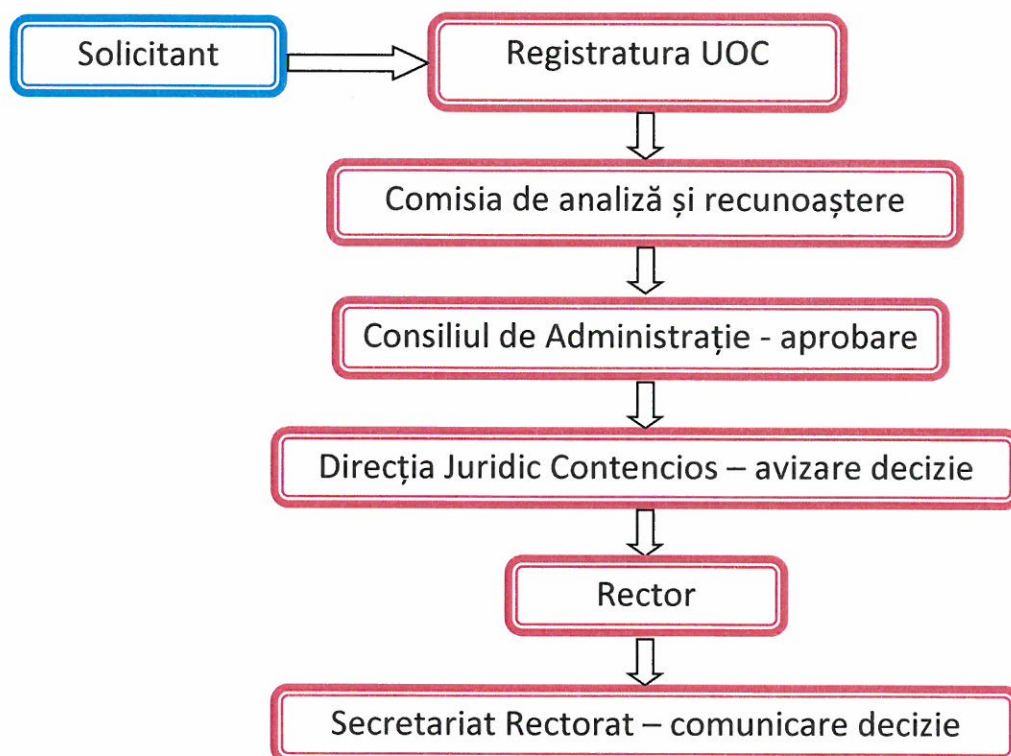 Solicitant
Registratura UOC
Comisia de analiză și recunoaștere
Consiliul de Administrație - aprobare
Direcția Juridic Contencios – avizare decizie
Rector
Secretariat Rectorat – comunicare decizie